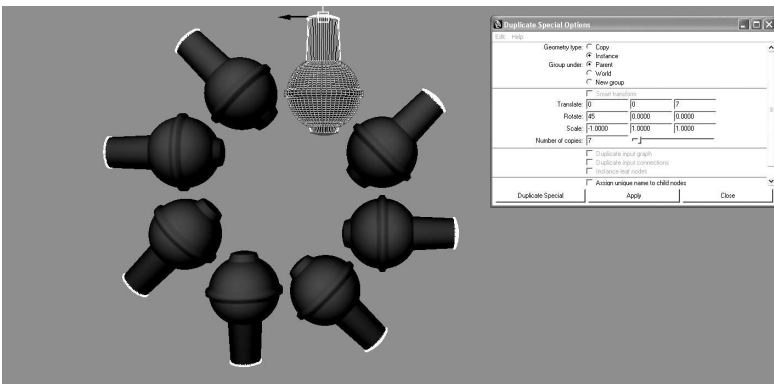 Duplicate Special Options
Edit Help
Geometry type: Copy
Instance
Group under: Parent
World
New group
Smart transform
Translate: 0 0 7
Rotate: 45 0.0000 0.0000
Scale: -1.0000 1.0000 1.0000
Number of copies: 7
Duplicate input graph
Duplicate input connections
Instance leaf nodes
Assign unique name to child nodes
Duplicate Special Apply Close